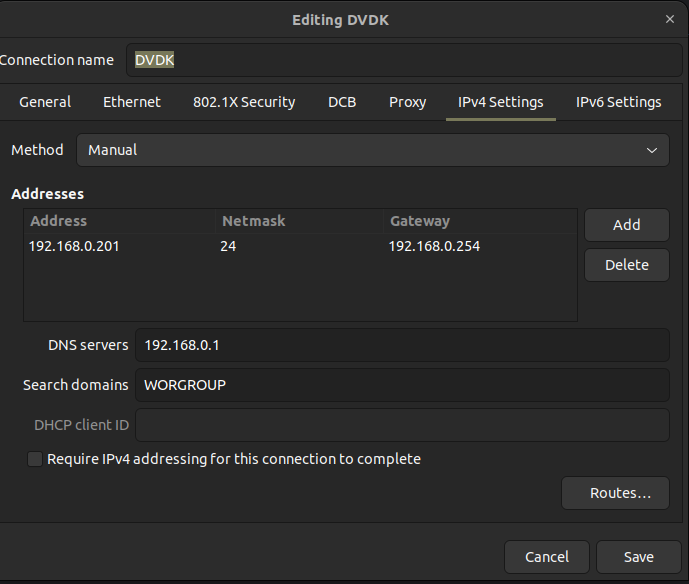 Editing DVDK
Connection name DVDK
General Ethernet 802.1X Security DCB Proxy IPv4 Settings IPv6 Settings
Method Manual
Addresses
Address Netmask Gateway
192.168.0.201 24 192.168.0.254
Add
Delete
DNS servers 192.168.0.1
Search domains WORGROUP
DHCP client ID
Require IPv4 addressing for this connection to complete
Routes…
Cancel Save